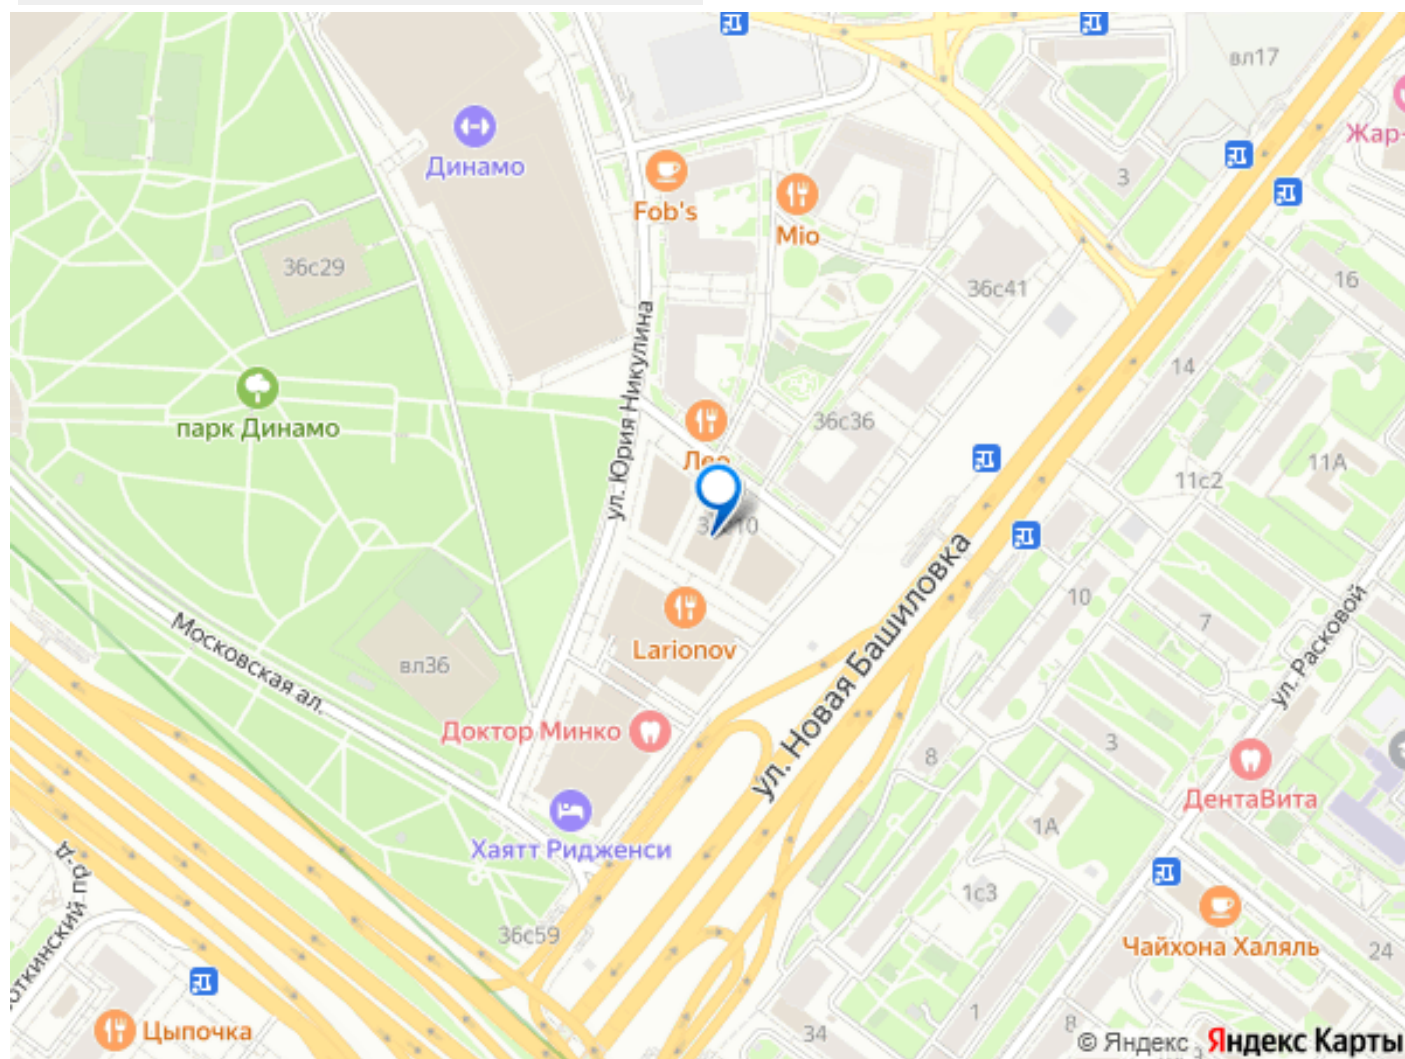 вл17
Жар-
Динамо
3
Fob's
Mio
36с29
36с41
16
ул. Юрия Никулина
14
парк Динамо
36с36
Лео
11А
11с2
ул. Новая Башиловка
10
ул. Расковой
7
Московская ал.
вл36
Larionov
Доктор Минко
8
3
ДентаВита
Хаятт Ридженси
1А
1с3
36с59
Чайхона Халяль
24
Цыпочка
34
1
8
© Яндекс Яндекс Карты